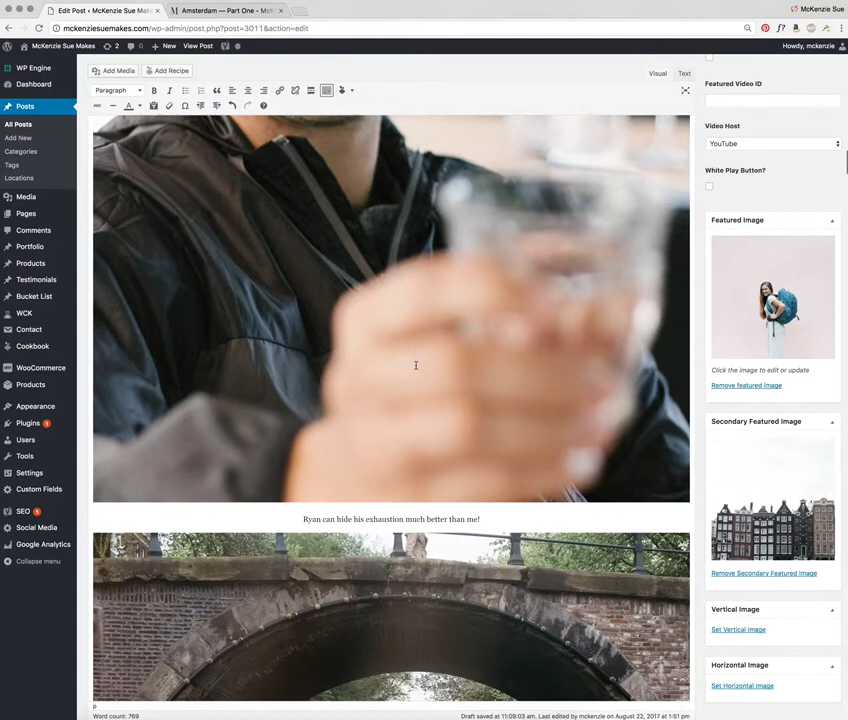 Edit Post ‹ McKenzie Sue Makes
Amsterdam — Part One • McKe
McKenzie Sue
mckenziesuemakes.com/wp-admin/post.php?post=3011&action=edit
McKenzie Sue Makes
2
0
New
View Post
Howdy, mckenzie
WP Engine
Dashboard
Posts
All Posts
Add New
Categories
Tags
Locations
Media
Pages
Comments
Portfolio
Products
Testimonials
Bucket List
WCK
Contact
Cookbook
WooCommerce
Products
Appearance
Plugins 1
Users
Tools
Settings
Custom Fields
SEO 1
Social Media
Google Analytics
Collapse menu
Add Media
Add Recipe
Visual
Text
Paragraph
B
I
ABC
A
Ω
Ryan can hide his exhaustion much better than me!
p
Word count: 769
Draft saved at 11:09:03 am. Last edited by mckenzie on August 22, 2017 at 1:51 pm
Featured Video ID
Video Host
YouTube
White Play Button?
Featured Image
Click the image to edit or update
Remove featured image
Secondary Featured Image
Remove Secondary Featured Image
Vertical Image
Set Vertical Image
Horizontal Image
Set Horizontal Image